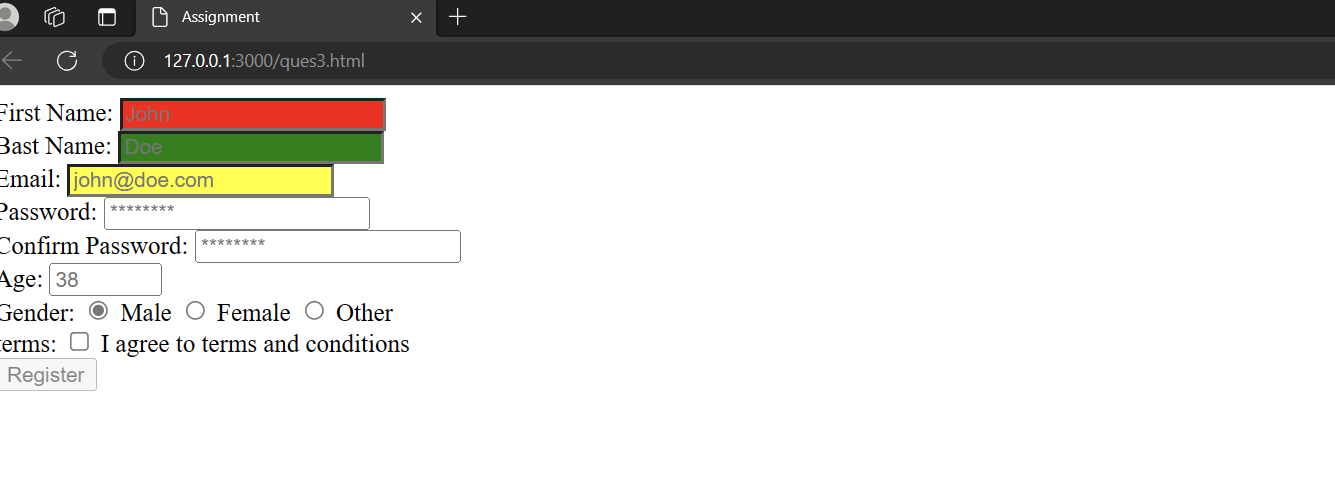 Assignment
127.0.0.1:3000/ques3.html
First Name: John
Bast Name: Doe
Email: john@doe.com
Password: ********
Confirm Password: ********
Age: 38
Gender: Male Female Other
terms: I agree to terms and conditions
Register